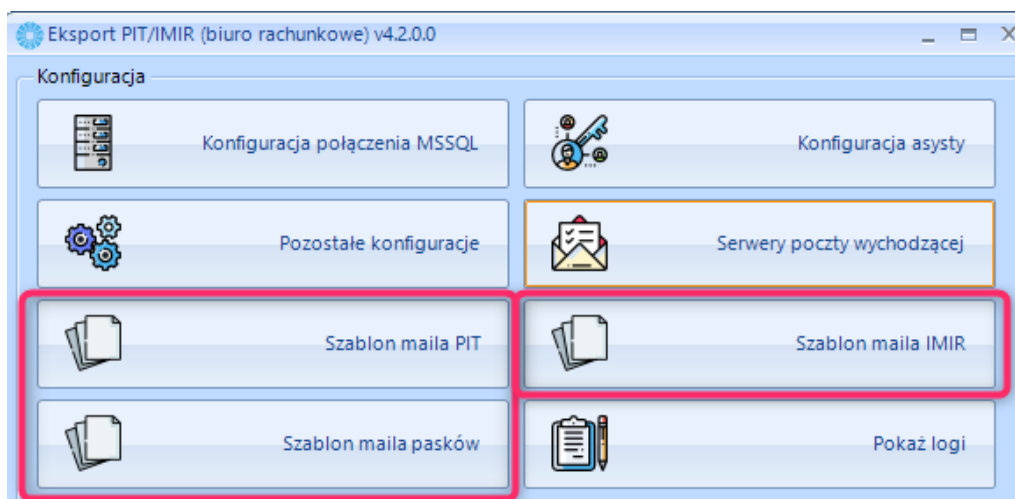 Eksport PIT/IMIR (biuro rachunkowe) v4.2.0.0
Konfiguracja
Konfiguracja połączenia MSSQL
Konfiguracja asysty
Pozostałe konfiguracje
Serwery poczty wychodzącej
Szablon maila PIT
Szablon maila IMIR
Szablon maila pasków
Pokaż logi